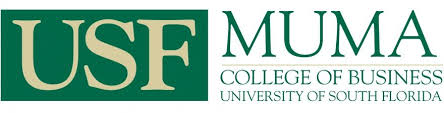 USF
MUMA
COLLEGE OF BUSINESS
UNIVERSITY OF SOUTH FLORIDA